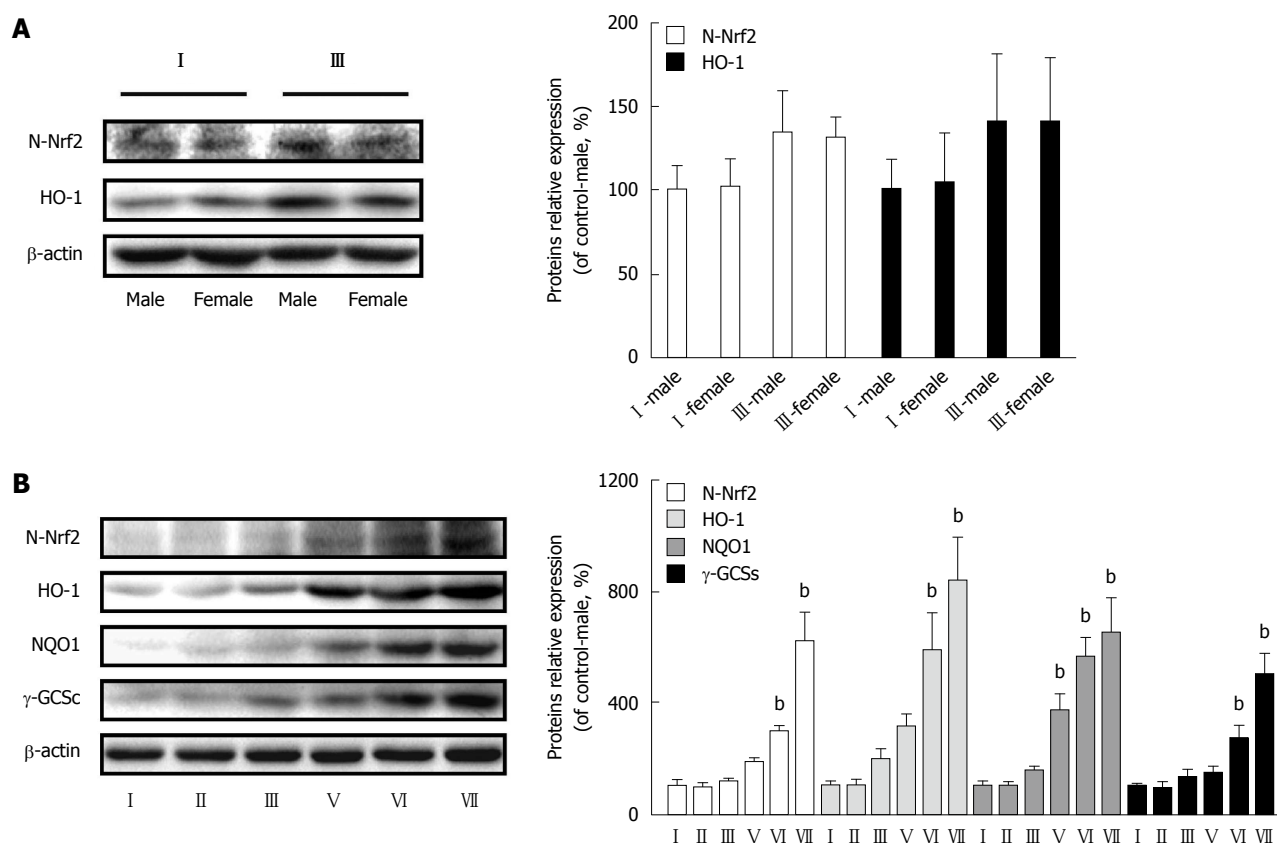 A
Ⅰ Ⅲ
N-Nrf2
HO-1
β-actin
Male Female Male Female
Proteins relative expression
(of control-male, %)
200
150
100
50
0
N-Nrf2
HO-1
Ⅰ-male
Ⅰ-female
Ⅲ-male
Ⅲ-female
Ⅰ-male
Ⅰ-female
Ⅲ-male
Ⅲ-female
B
N-Nrf2
HO-1
NQO1
γ-GCSc
β-actin
Ⅰ Ⅱ Ⅲ Ⅴ Ⅵ Ⅶ
Proteins relative expression
(of control-male, %)
1200
800
400
0
N-Nrf2
HO-1
NQO1
γ-GCSs
b b b b b b b b b
Ⅰ Ⅱ Ⅲ Ⅴ Ⅵ Ⅶ Ⅰ Ⅱ Ⅲ Ⅴ Ⅵ Ⅶ Ⅰ Ⅱ Ⅲ Ⅴ Ⅵ Ⅶ Ⅰ Ⅱ Ⅲ Ⅴ Ⅵ Ⅶ